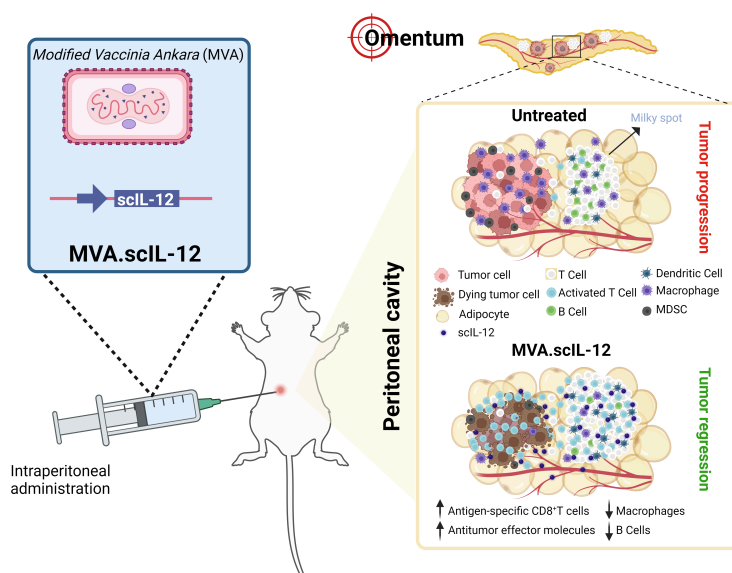 Modified Vaccinia Ankara (MVA)
scIL-12
MVA.scIL-12
Intraperitoneal
administration
Peritoneal cavity
Omentum
Untreated
Milky spot
Tumor progression
Tumor cell
Dying tumor cell
Adipocyte
scIL-12
T Cell
Activated T Cell
B Cell
Dendritic Cell
Macrophage
MDSC
MVA.scIL-12
Tumor regression
Antigen-specific CD8⁺T cells
Antitumor effector molecules
Macrophages
B Cells